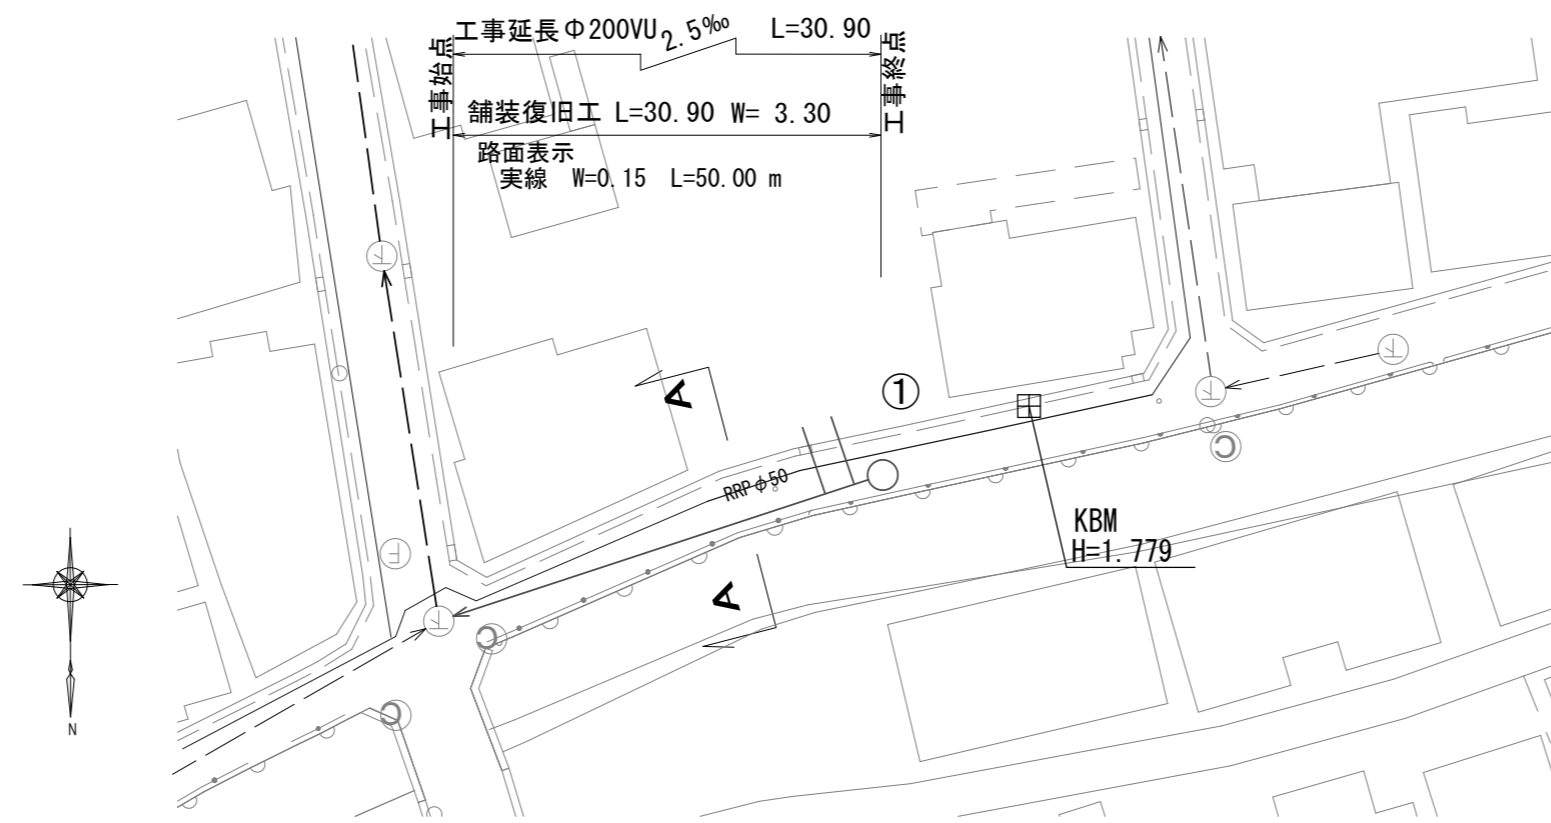 工事延長Φ200VU 2.5‰ L=30.90
工事始点
工事終点
舗装復旧工 L=30.90 W= 3.30
路面表示
実線 W=0.15 L=50.00 m
A
①
RRPφ50
KBM
H=1.779
A
N
F
C
C
C